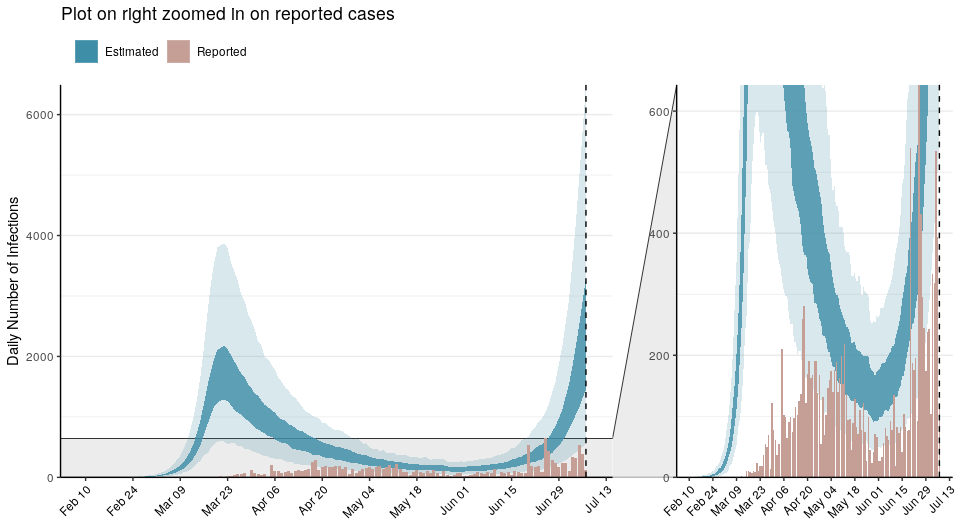 Plot on right zoomed in on reported cases
Estimated Reported
Daily Number of Infections
6000
4000
2000
0
Feb 10 Feb 24 Mar 09 Mar 23 Apr 06 Apr 20 May 04 May 18 Jun 01 Jun 15 Jun 29 Jul 13
600
400
200
0
Feb 10 Feb 24 Mar 09 Mar 23 Apr 06 Apr 20 May 04 May 18 Jun 01 Jun 15 Jun 29 Jul 13